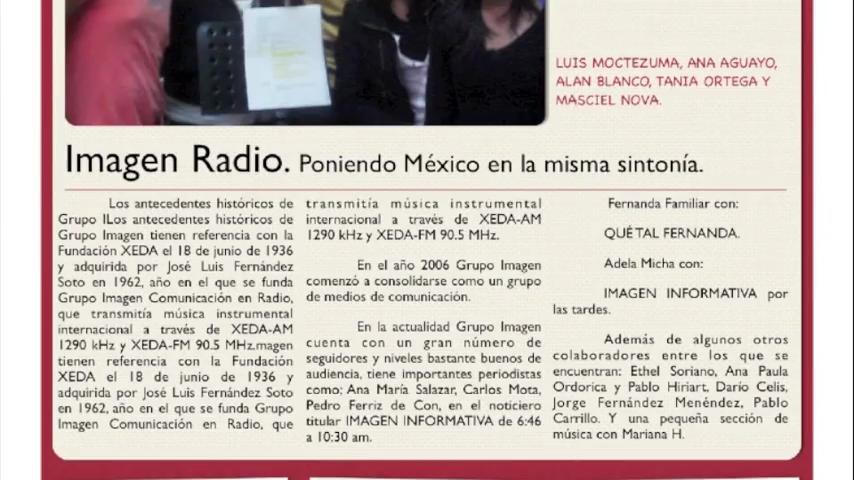 LUIS MOCTEZUMA, ANA AGUAYO,
ALAN BLANCO, TANIA ORTEGA Y
MASCIEL NOVA.
Imagen Radio. Poniendo México en la misma sintonía.
Los antecedentes históricos de
Grupo ILos antecedentes históricos de
Grupo Imagen tienen referencia con la
Fundación XEDA el 18 de junio de 1936
y adquirida por José Luis Fernández
Soto en 1962, año en el que se funda
Grupo Imagen Comunicación en Radio,
que transmitía música instrumental
internacional a través de XEDA-AM
1290 kHz y XEDA-FM 90.5 MHz.magen
tienen referencia con la Fundación
XEDA el 18 de junio de 1936 y
adquirida por José Luis Fernández Soto
en 1962, año en el que se funda Grupo
Imagen Comunicación en Radio, que
transmitía música instrumental
internacional a través de XEDA-AM
1290 kHz y XEDA-FM 90.5 MHz.
En el año 2006 Grupo Imagen
comenzó a consolidarse como un grupo
de medios de comunicación.
En la actualidad Grupo Imagen
cuenta con un gran número de
seguidores y niveles bastante buenos de
audiencia, tiene importantes periodistas
como; Ana María Salazar, Carlos Mota,
Pedro Ferriz de Con, en el noticiero
titular IMAGEN INFORMATIVA de 6:46
a 10:30 am.
Fernanda Familiar con:
QUÉ TAL FERNANDA.
Adela Micha con:
IMAGEN INFORMATIVA por
las tardes.
Además de algunos otros
colaboradores entre los que se
encuentran: Ethel Soriano, Ana Paula
Ordorica y Pablo Hiriart, Darío Celis,
Jorge Fernández Menéndez, Pablo
Carrillo. Y una pequeña sección de
música con Mariana H.